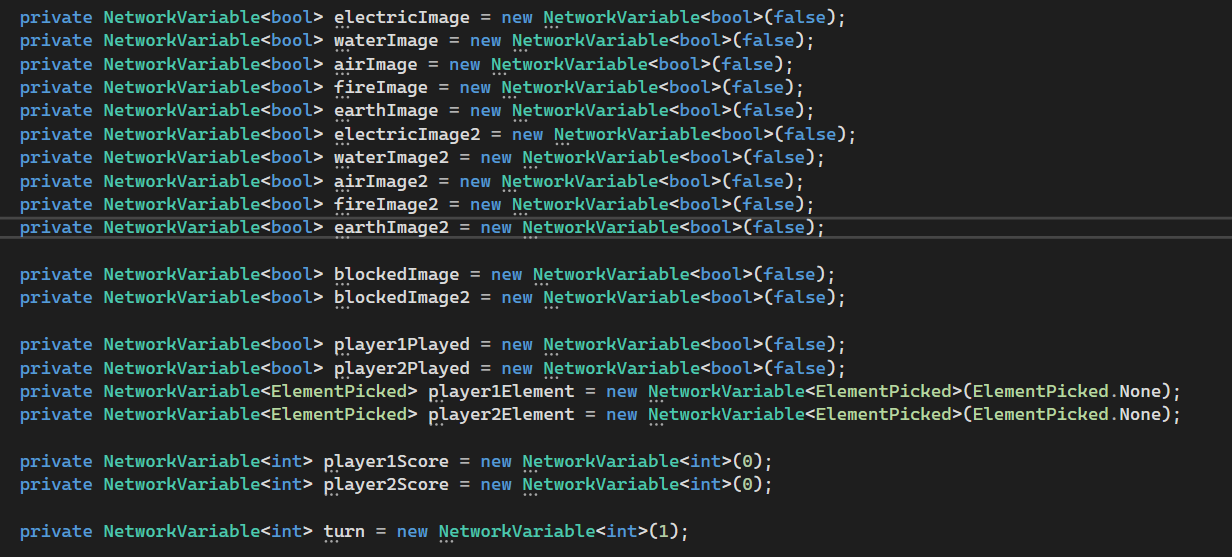 private NetworkVariable<bool> electricImage = new NetworkVariable<bool>(false);
private NetworkVariable<bool> waterImage = new NetworkVariable<bool>(false);
private NetworkVariable<bool> airImage = new NetworkVariable<bool>(false);
private NetworkVariable<bool> fireImage = new NetworkVariable<bool>(false);
private NetworkVariable<bool> earthImage = new NetworkVariable<bool>(false);
private NetworkVariable<bool> electricImage2 = new NetworkVariable<bool>(false);
private NetworkVariable<bool> waterImage2 = new NetworkVariable<bool>(false);
private NetworkVariable<bool> airImage2 = new NetworkVariable<bool>(false);
private NetworkVariable<bool> fireImage2 = new NetworkVariable<bool>(false);
private NetworkVariable<bool> earthImage2 = new NetworkVariable<bool>(false);
private NetworkVariable<bool> blockedImage = new NetworkVariable<bool>(false);
private NetworkVariable<bool> blockedImage2 = new NetworkVariable<bool>(false);
private NetworkVariable<bool> player1Played = new NetworkVariable<bool>(false);
private NetworkVariable<bool> player2Played = new NetworkVariable<bool>(false);
private NetworkVariable<ElementPicked> player1Element = new NetworkVariable<ElementPicked>(ElementPicked.None);
private NetworkVariable<ElementPicked> player2Element = new NetworkVariable<ElementPicked>(ElementPicked.None);
private NetworkVariable<int> player1Score = new NetworkVariable<int>(0);
private NetworkVariable<int> player2Score = new NetworkVariable<int>(0);
private NetworkVariable<int> turn = new NetworkVariable<int>(1);